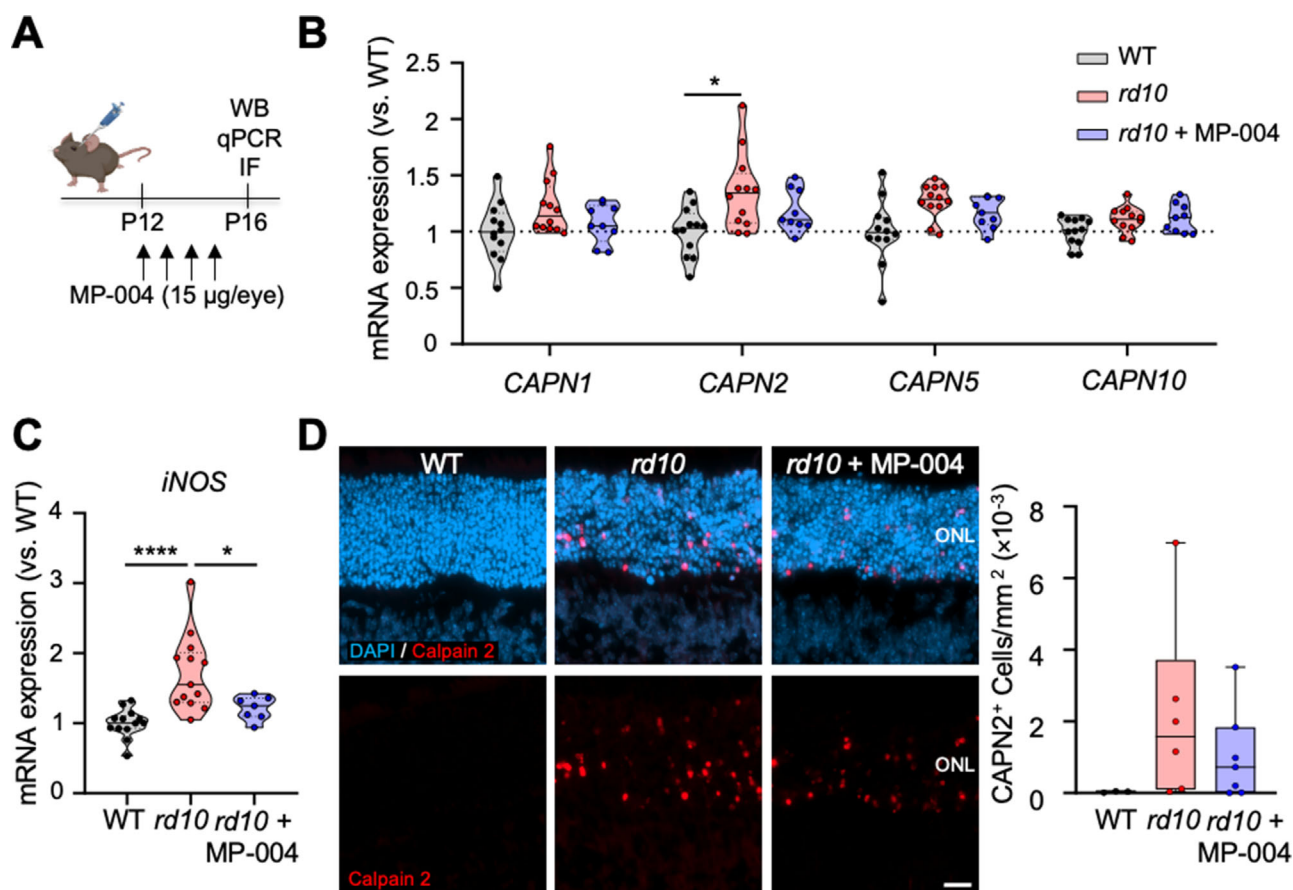 A
WB
qPCR
IF
P12 P16
MP-004 (15 µg/eye)
B
mRNA expression (vs. WT)
2.5
2
1.5
1
0.5
0
*
WT
rd10
rd10 + MP-004
CAPN1 CAPN2 CAPN5 CAPN10
C
iNOS
mRNA expression (vs. WT)
4
3
2
1
0
**** *
WT rd10 rd10 +
MP-004
D
WT rd10 rd10 + MP-004
ONL
DAPI / Calpain 2
ONL
Calpain 2
CAPN2⁺ Cells/mm² (×10⁻³)
8
6
4
2
0
WT rd10 rd10 +
MP-004